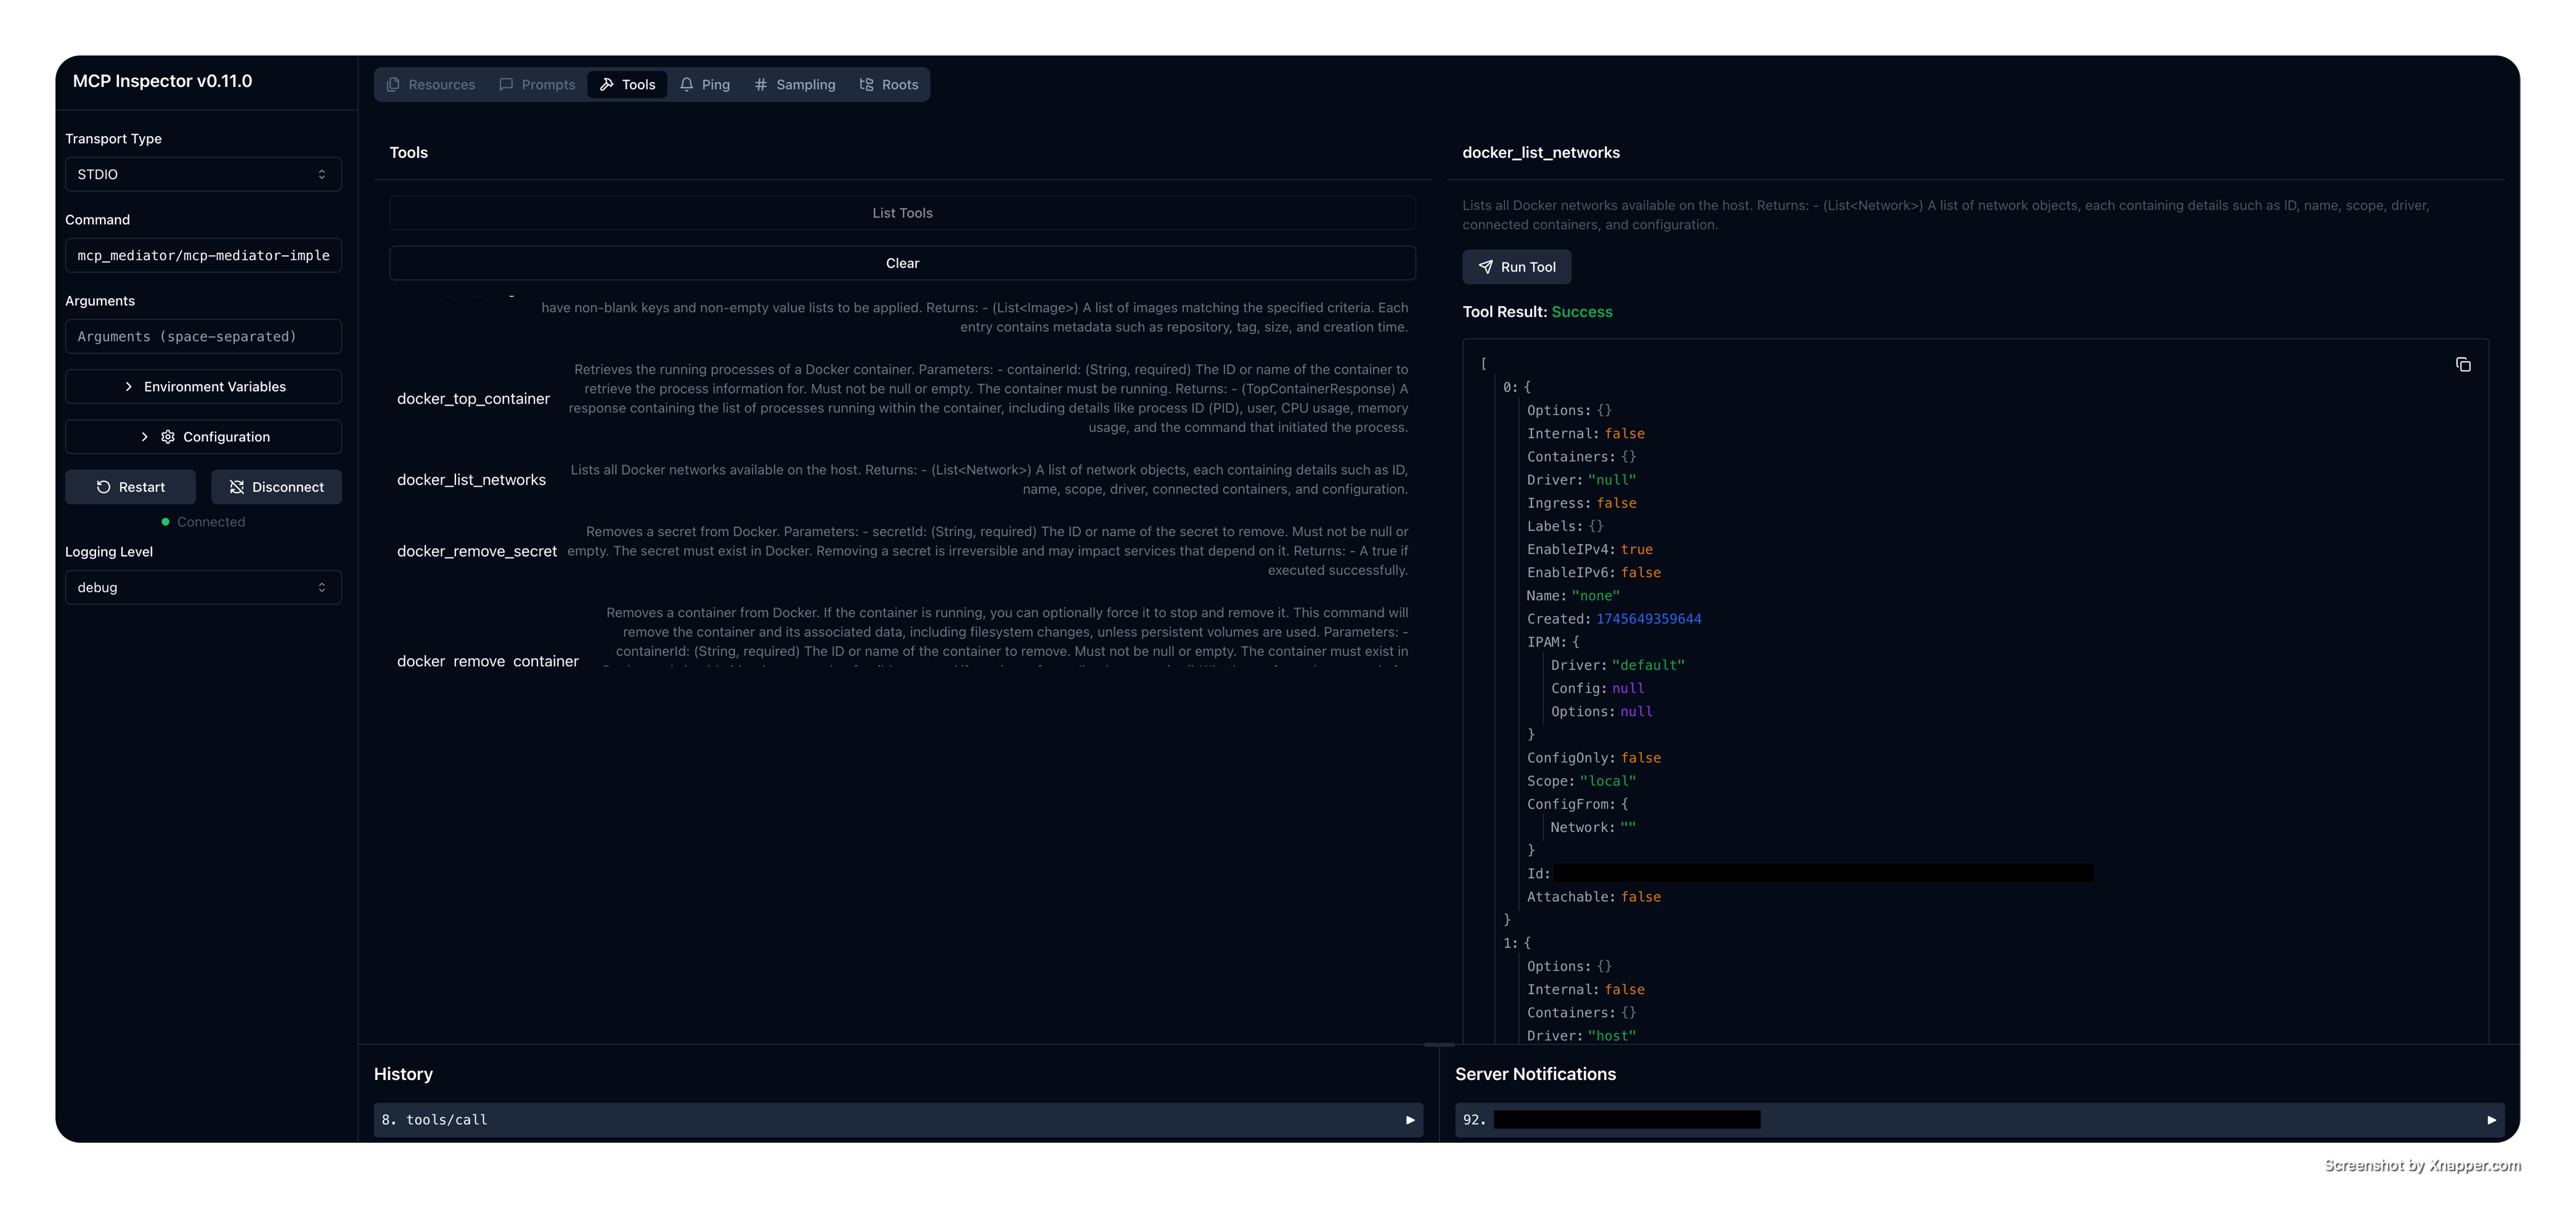 MCP Inspector v0.11.0
Transport Type
STDIO
Command
mcp_mediator/mcp-mediator-imple
Arguments
Arguments (space-separated)
Environment Variables
Configuration
Restart
Disconnect
Connected
Logging Level
debug
Resources
Prompts
Tools
Ping
Sampling
Roots
Tools
List Tools
Clear
have non-blank keys and non-empty value lists to be applied. Returns: - (List<Image>) A list of images matching the specified criteria. Each
entry contains metadata such as repository, tag, size, and creation time.
docker_top_container
Retrieves the running processes of a Docker container. Parameters: - containerId: (String, required) The ID or name of the container to
retrieve the process information for. Must not be null or empty. The container must be running. Returns: - (TopContainerResponse) A
response containing the list of processes running within the container, including details like process ID (PID), user, CPU usage, memory
usage, and the command that initiated the process.
docker_list_networks
Lists all Docker networks available on the host. Returns: - (List<Network>) A list of network objects, each containing details such as ID,
name, scope, driver, connected containers, and configuration.
docker_remove_secret
Removes a secret from Docker. Parameters: - secretId: (String, required) The ID or name of the secret to remove. Must not be null or
empty. The secret must exist in Docker. Removing a secret is irreversible and may impact services that depend on it. Returns: - A true if
executed successfully.
docker_remove_container
Removes a container from Docker. If the container is running, you can optionally force it to stop and remove it. This command will
remove the container and its associated data, including filesystem changes, unless persistent volumes are used. Parameters: -
containerId: (String, required) The ID or name of the container to remove. Must not be null or empty. The container must exist in
docker_list_networks
Lists all Docker networks available on the host. Returns: - (List<Network>) A list of network objects, each containing details such as ID, name, scope, driver,
connected containers, and configuration.
Run Tool
Tool Result: Success
[
0: {
Options: {}
Internal: false
Containers: {}
Driver: "null"
Ingress: false
Labels: {}
EnableIPv4: true
EnableIPv6: false
Name: "none"
Created: 1745649359644
IPAM: {
Driver: "default"
Config: null
Options: null
}
ConfigOnly: false
Scope: "local"
ConfigFrom: {
Network: ""
}
Id:
Attachable: false
}
1: {
Options: {}
Internal: false
Containers: {}
Driver: "host"
History
8. tools/call
Server Notifications
92.
Screenshot by Xnapper.com